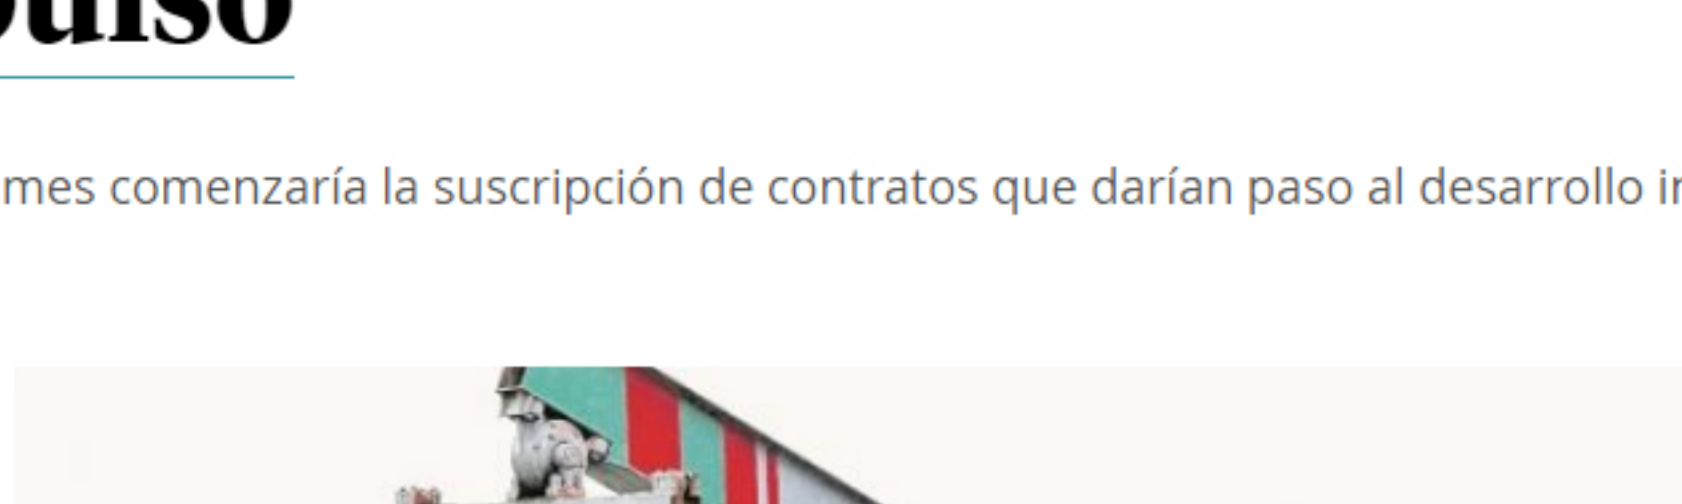 mes comenzaría la suscripción de contratos que darían paso al desarrollo